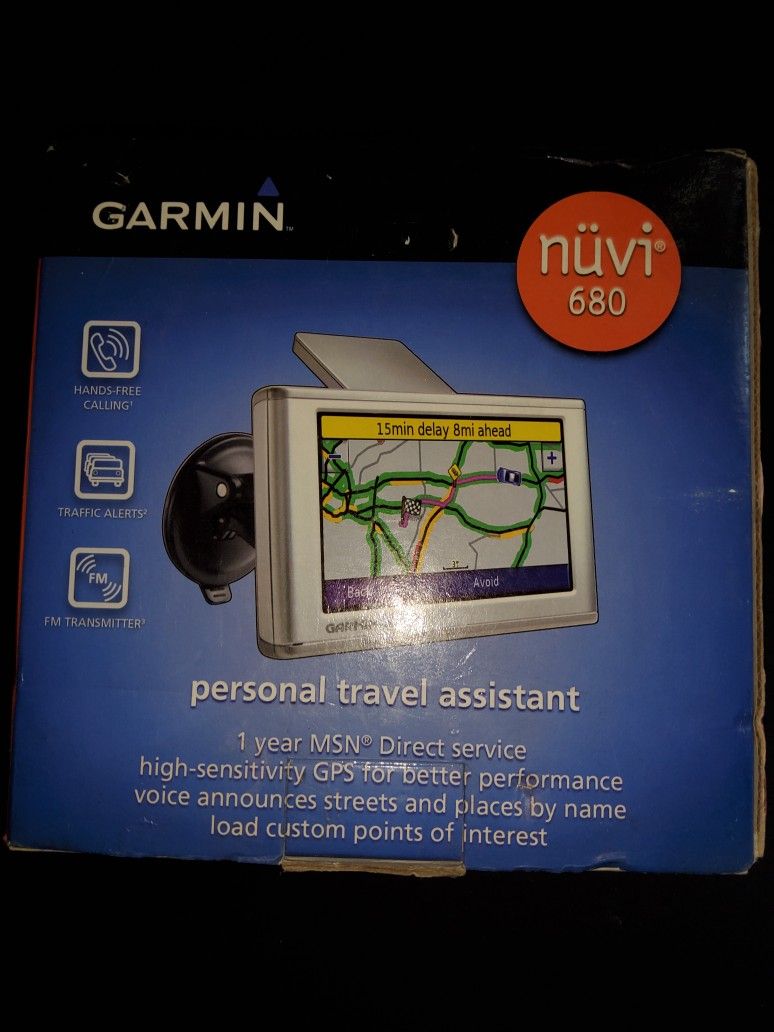 GARMIN™
nüvi®
680
HANDS-FREE
CALLING¹
TRAFFIC ALERTS²
FM
FM TRANSMITTER³
15min delay 8mi ahead
−
+
Back
Avoid
GARMIN
personal travel assistant
1 year MSN® Direct service
high-sensitivity GPS for better performance
voice announces streets and places by name
load custom points of interest